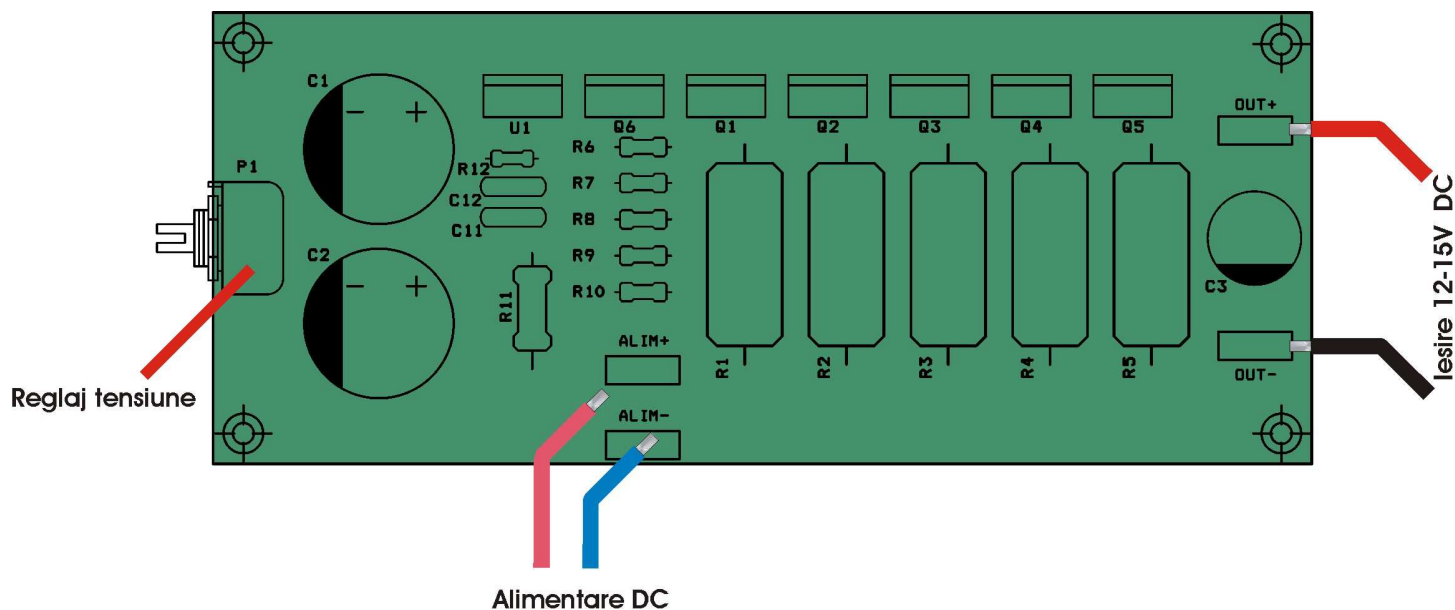 C1
- +
U1
Q6
Q1
Q2
Q3
Q4
Q5
OUT+
P1
R12
C12
C11
R6
R7
R8
R9
R10
C2
- +
R11
ALIM+
ALIM-
R1
R2
R3
R4
R5
C3
OUT-
Iesire 12-15V DC
Reglaj tensiune
Alimentare DC